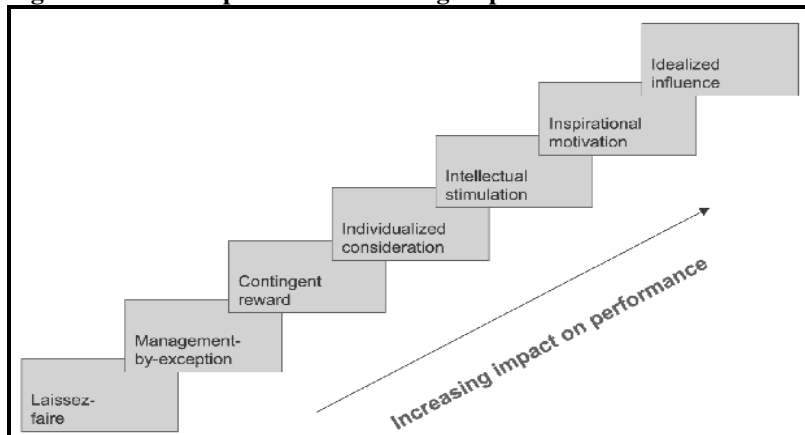 Idealized
influence
Inspirational
motivation
Intellectual
stimulation
Individualized
consideration
Contingent
reward
Management-
by-exception
Laissez-
faire
Increasing impact on performance